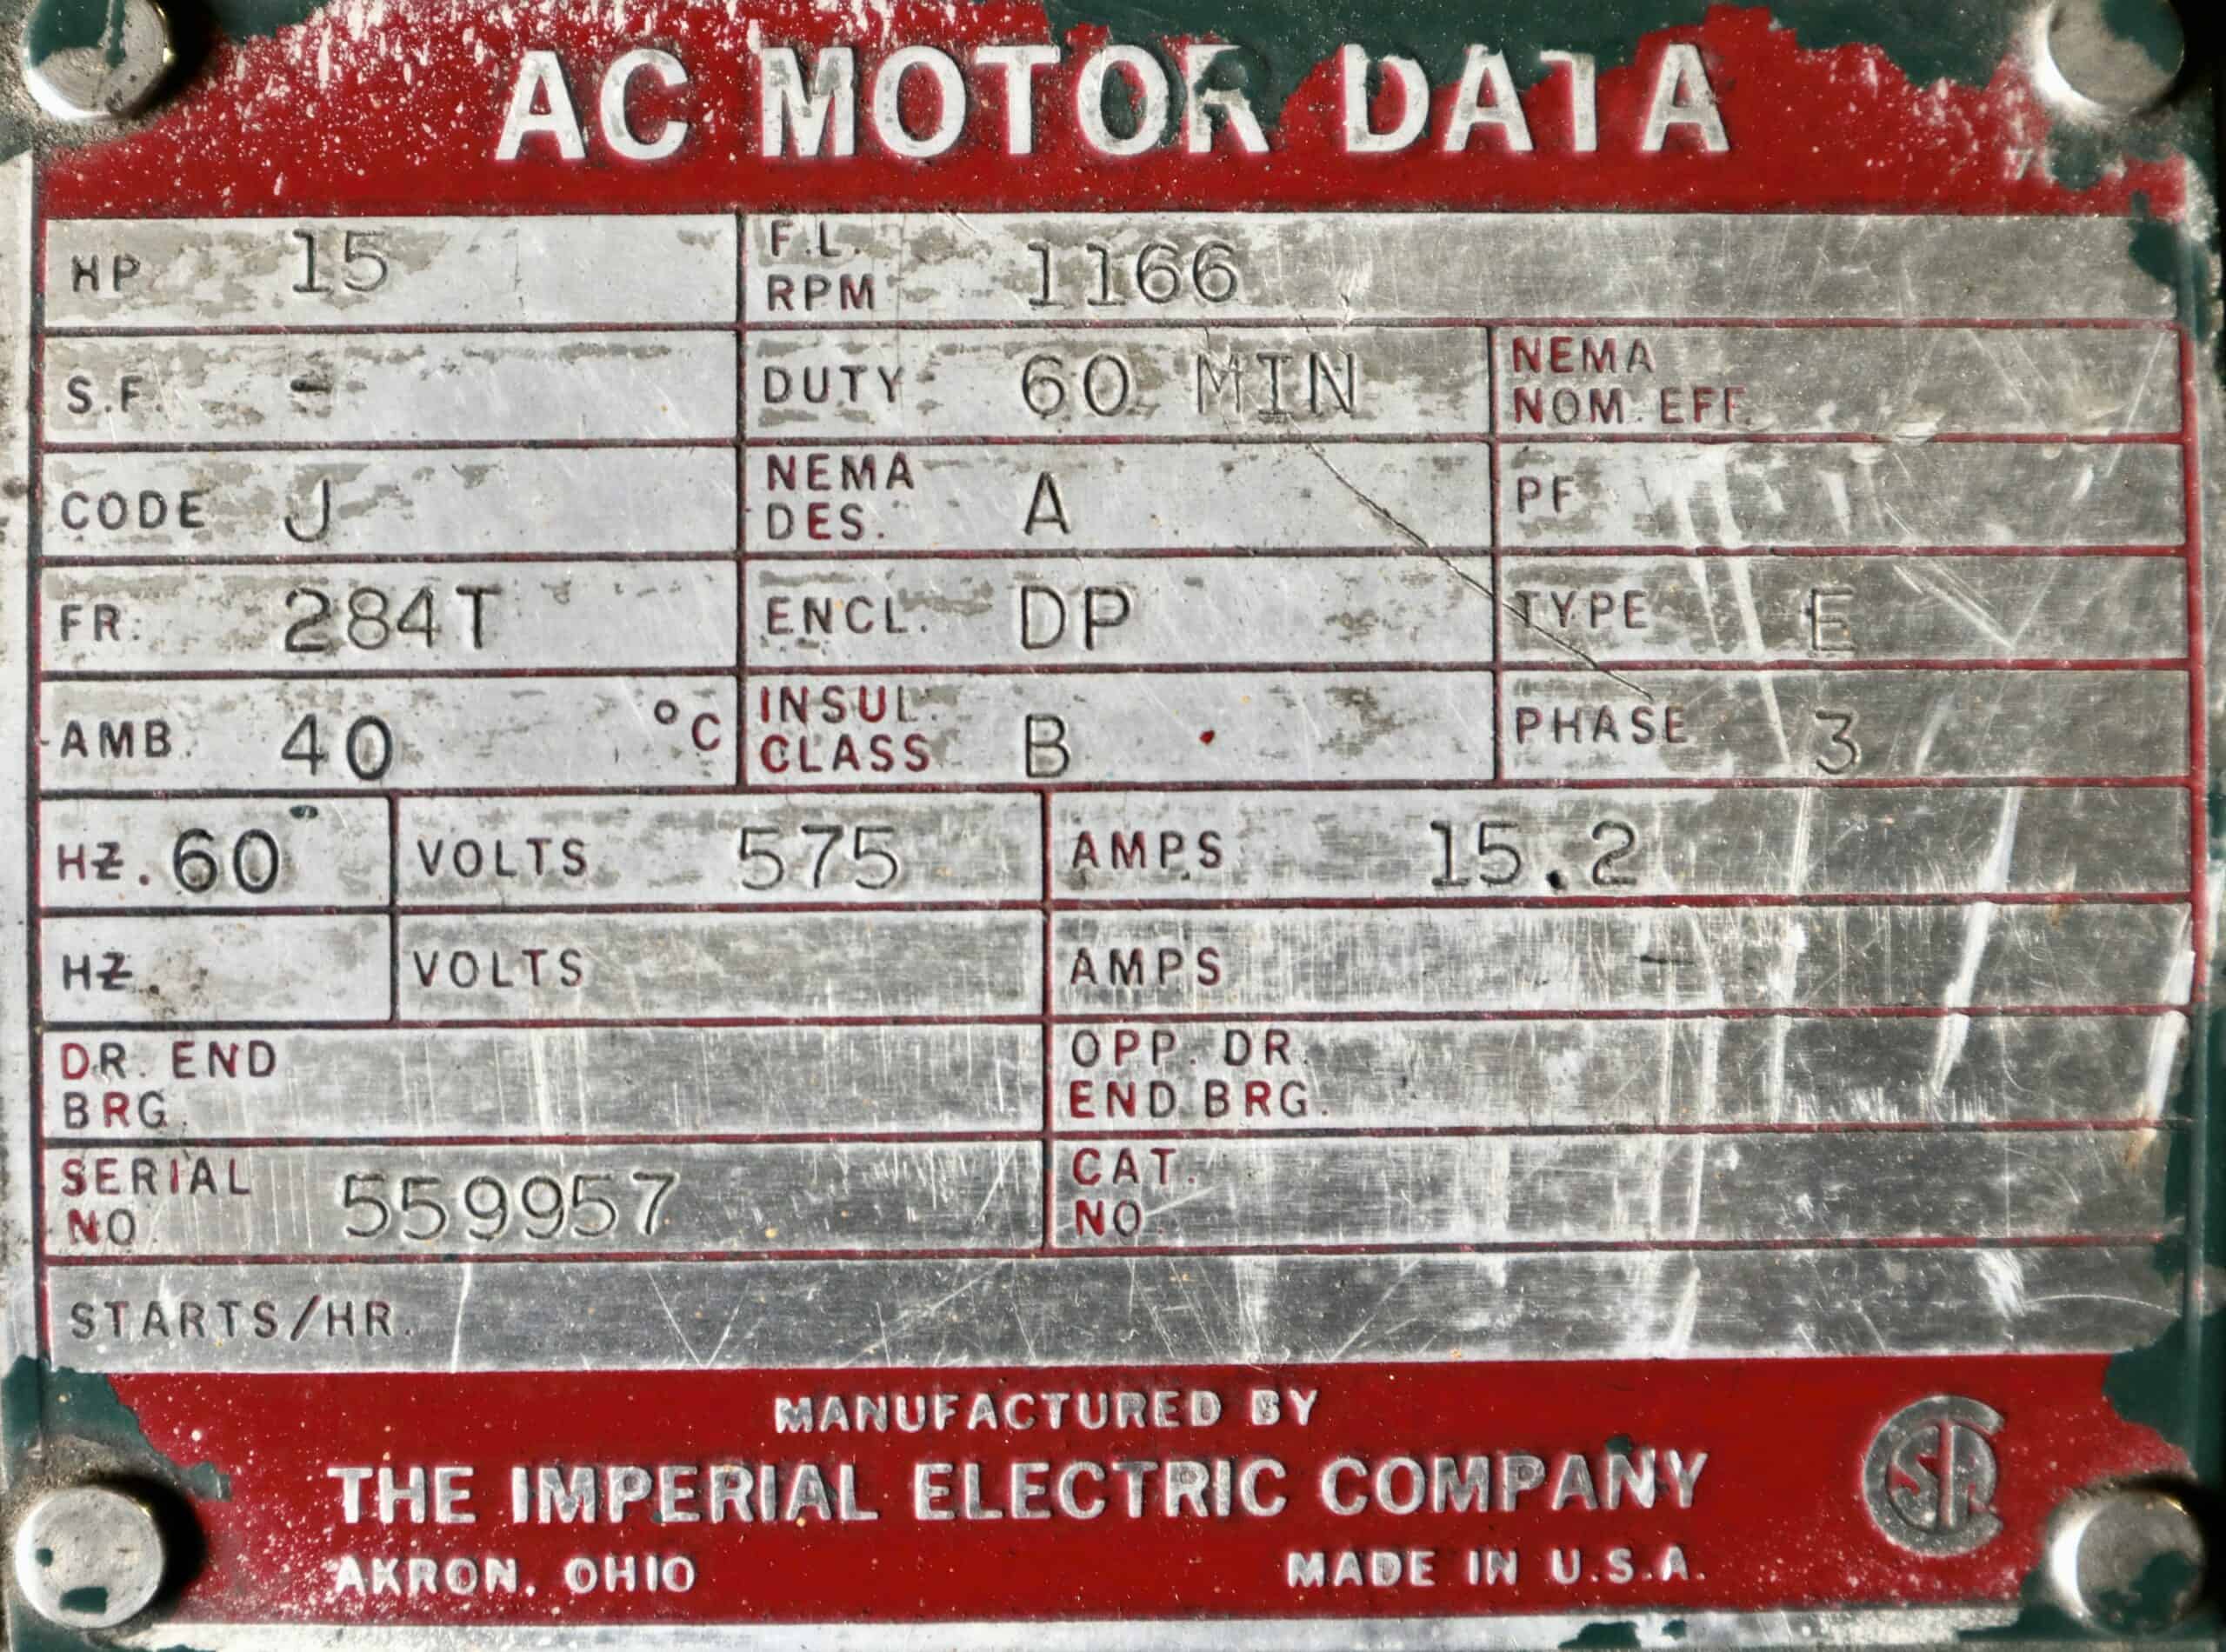 AC MOTOR DATA
HP 15 F.L. RPM 1166
S.F. - DUTY 60 MIN NEMA NOM. EFF.
CODE J NEMA DES. A PF
FR. 284T ENCL. DP TYPE E
AMB. 40 °C INSUL. CLASS B PHASE 3
HZ. 60 VOLTS 575 AMPS 15.2
HZ. VOLTS AMPS
DR. END BRG. OPP. DR. END BRG.
SERIAL NO. 559957 CAT. NO.
STARTS/HR.
MANUFACTURED BY
THE IMPERIAL ELECTRIC COMPANY
AKRON, OHIO MADE IN U.S.A.
CSA